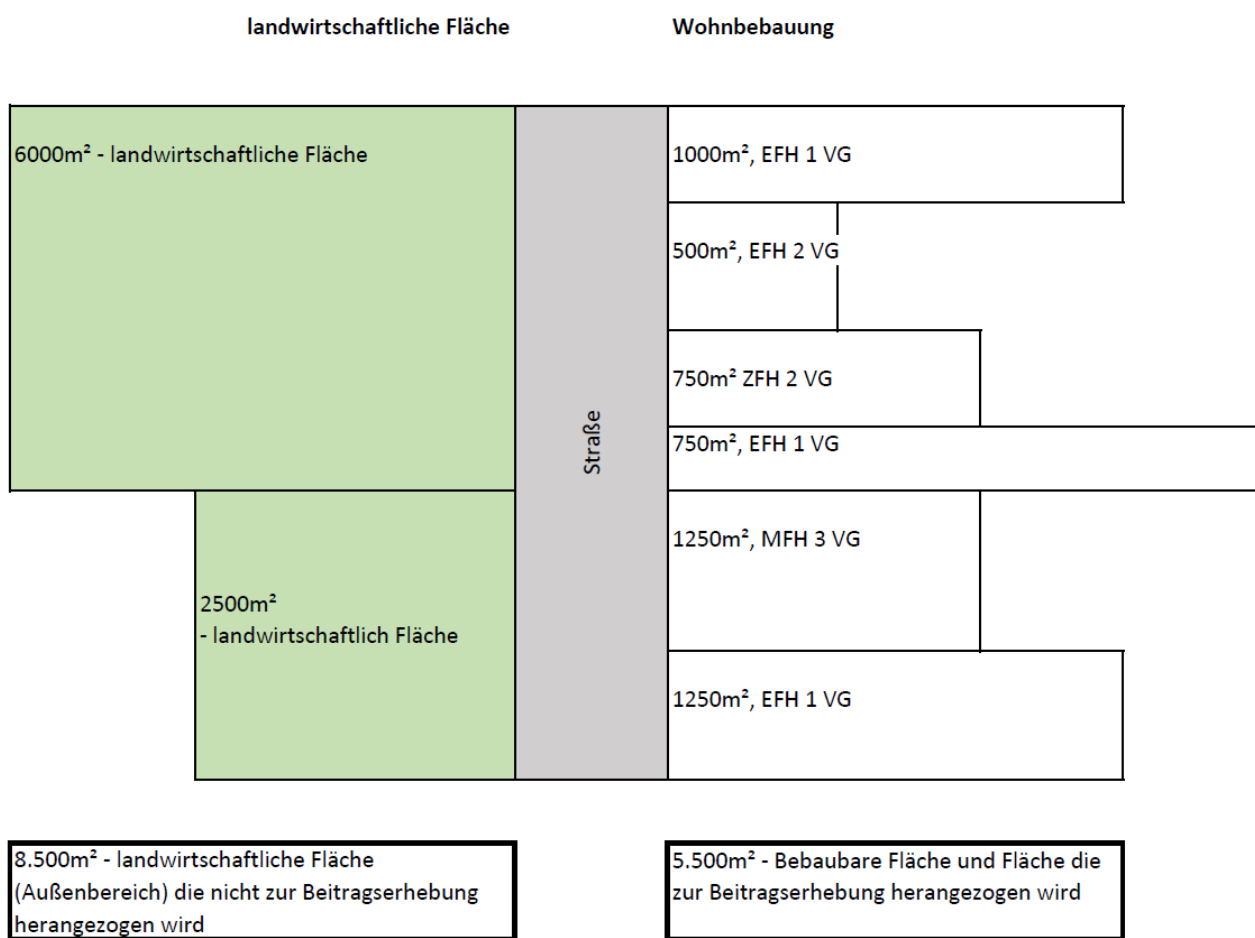 landwirtschaftliche Fläche
Wohnbebauung
6000m² - landwirtschaftliche Fläche
1000m², EFH 1 VG
500m², EFH 2 VG
750m² ZFH 2 VG
Straße
750m², EFH 1 VG
1250m², MFH 3 VG
2500m²
- landwirtschaftlich Fläche
1250m², EFH 1 VG
8.500m² - landwirtschaftliche Fläche
(Außenbereich) die nicht zur Beitragserhebung
herangezogen wird
5.500m² - Bebaubare Fläche und Fläche die
zur Beitragserhebung herangezogen wird